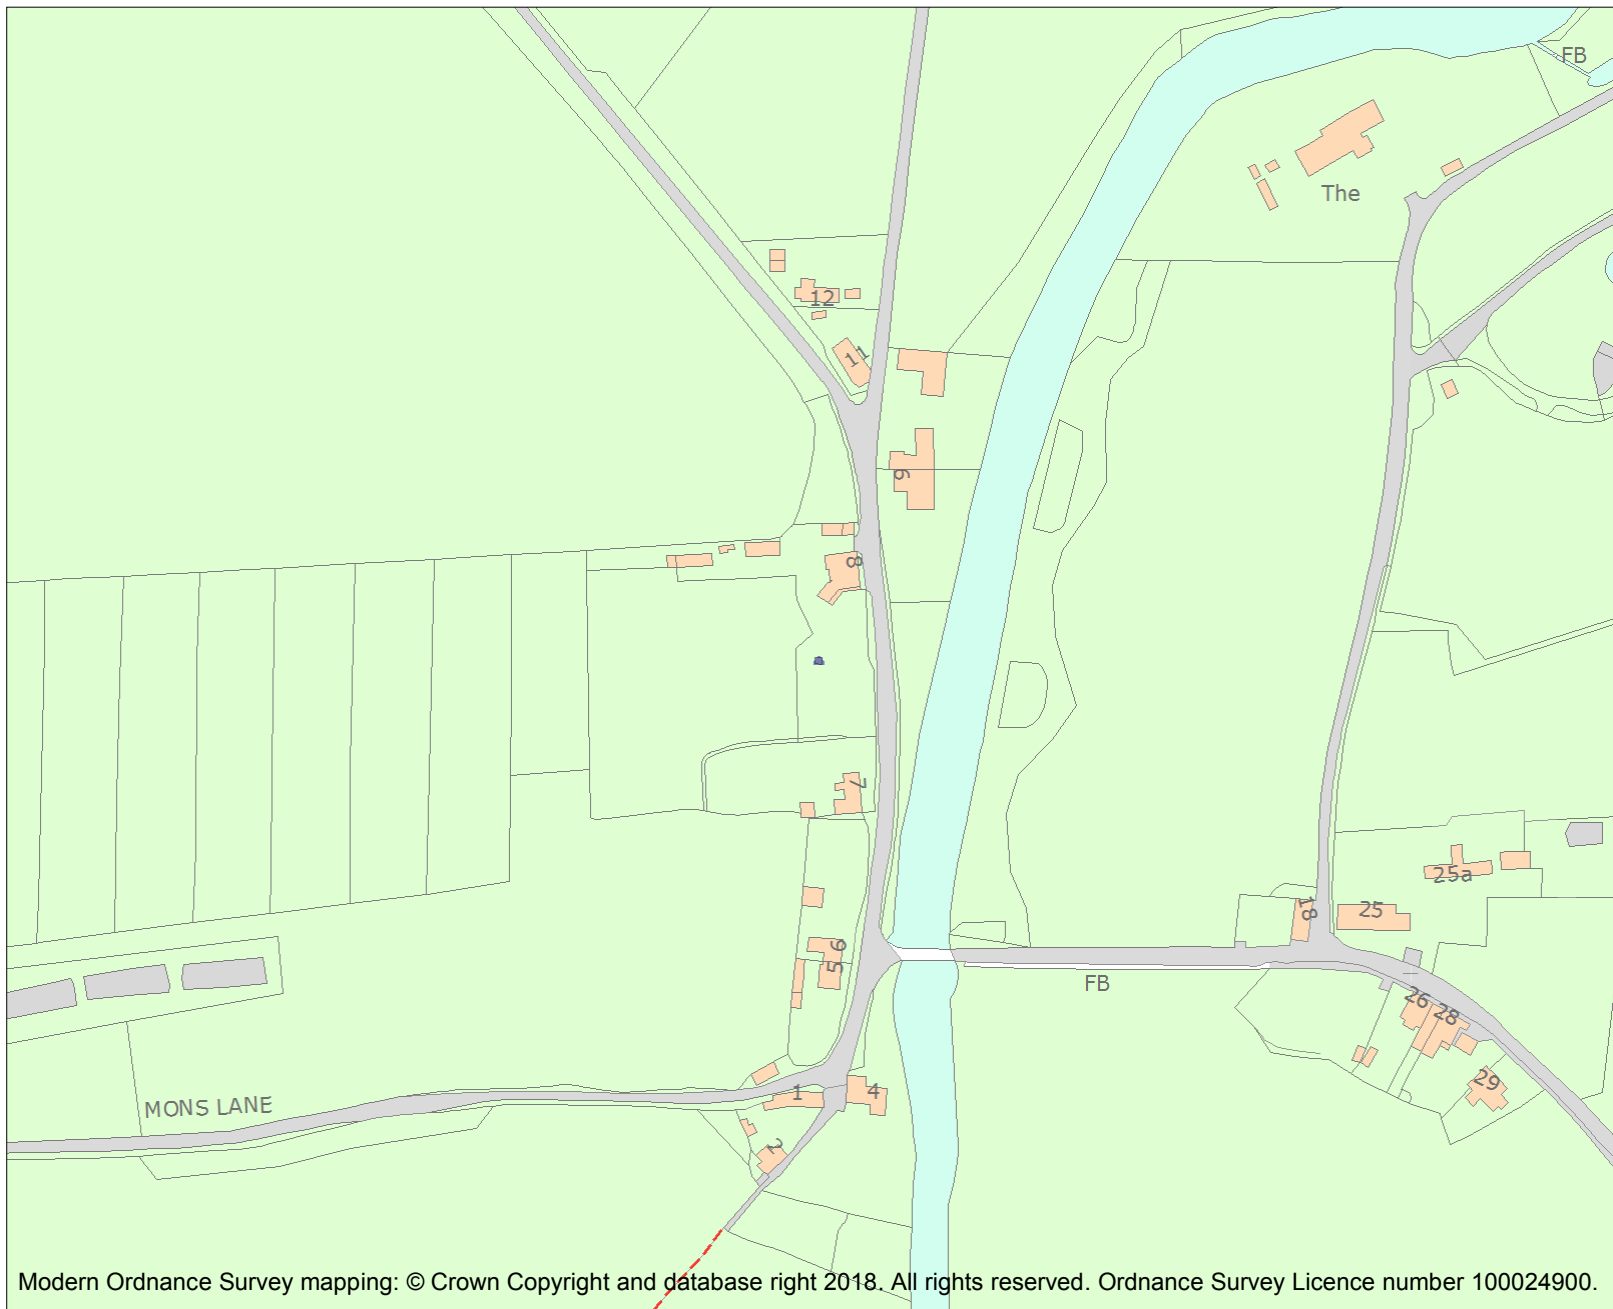 FB
The
12
11
9
8
7
25a
18
25
6
5
FB
26
28
29
1
4
MONS LANE
2
Modern Ordnance Survey mapping: © Crown Copyright and database right 2018. All rights reserved. Ordnance Survey Licence number 100024900.